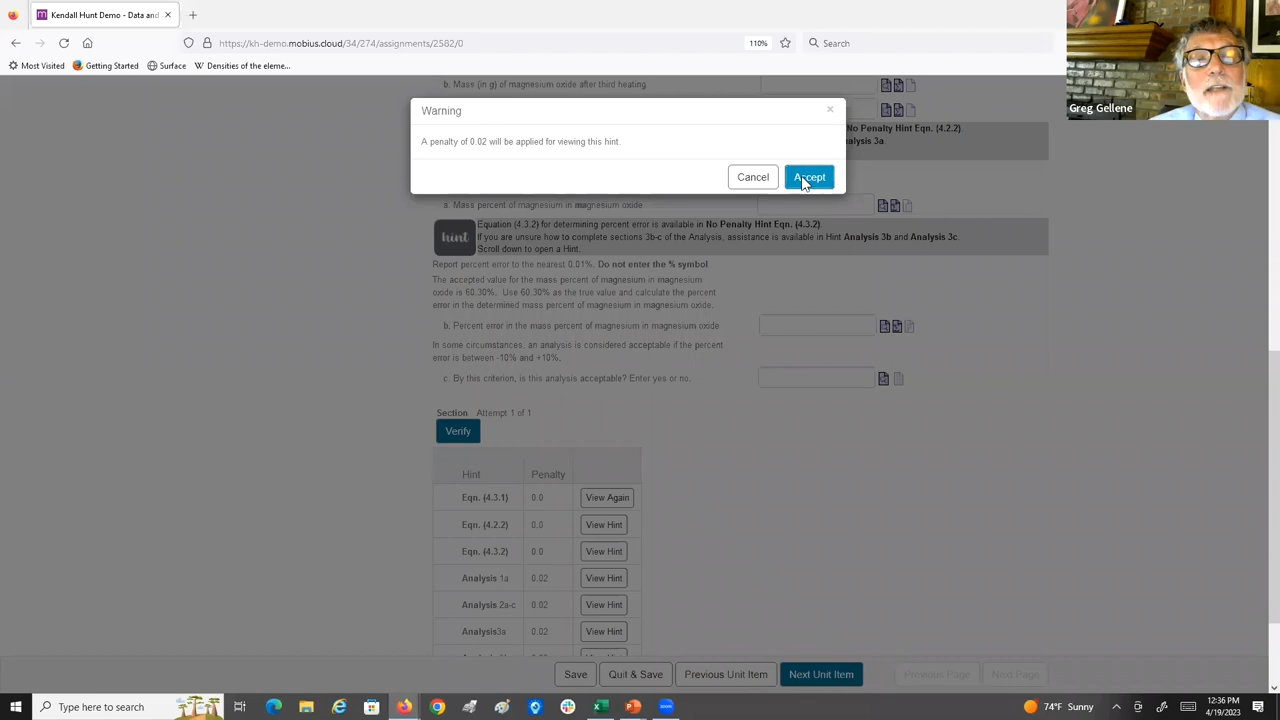 Kendall Hunt Demo - Data and
https://kh-demo.mobius.cloud/34/274/assignments/2582/0
110%
Search
Most Visited
Getting Started
Surface
Densities of the eleme...
Greg Gellene
b. Mass (in g) of magnesium oxide after third heating
Warning
A penalty of 0.02 will be applied for viewing this hint.
No Penalty Hint Eqn. (4.2.2).
alysis 3a.
Cancel
Accept
a. Mass percent of magnesium in magnesium oxide
hint
Equation (4.3.2) for determining percent error is available in No Penalty Hint Eqn. (4.3.2).
If you are unsure how to complete sections 3b-c of the Analysis, assistance is available in Hint Analysis 3b and Analysis 3c.
Scroll down to open a Hint.
Report percent error to the nearest 0.01%. Do not enter the % symbol.
The accepted value for the mass percent of magnesium in magnesium
oxide is 60.30%. Use 60.30% as the true value and calculate the percent
error in the determined mass percent of magnesium in magnesium oxide.
b. Percent error in the mass percent of magnesium in magnesium oxide
In some circumstances, an analysis is considered acceptable if the percent
error is between -10% and +10%.
c. By this criterion, is this analysis acceptable? Enter yes or no.
Section Attempt 1 of 1
Verify
Hint Penalty
Eqn. (4.3.1) 0.0 View Again
Eqn. (4.2.2) 0.0 View Hint
Eqn. (4.3.2) 0.0 View Hint
Analysis 1a 0.02 View Hint
Analysis 2a-c 0.02 View Hint
Analysis3a 0.02 View Hint
Save
Quit & Save
Previous Unit Item
Next Unit Item
Previous Page
Next Page
Type here to search
74°F Sunny
12:36 PM
4/19/2023